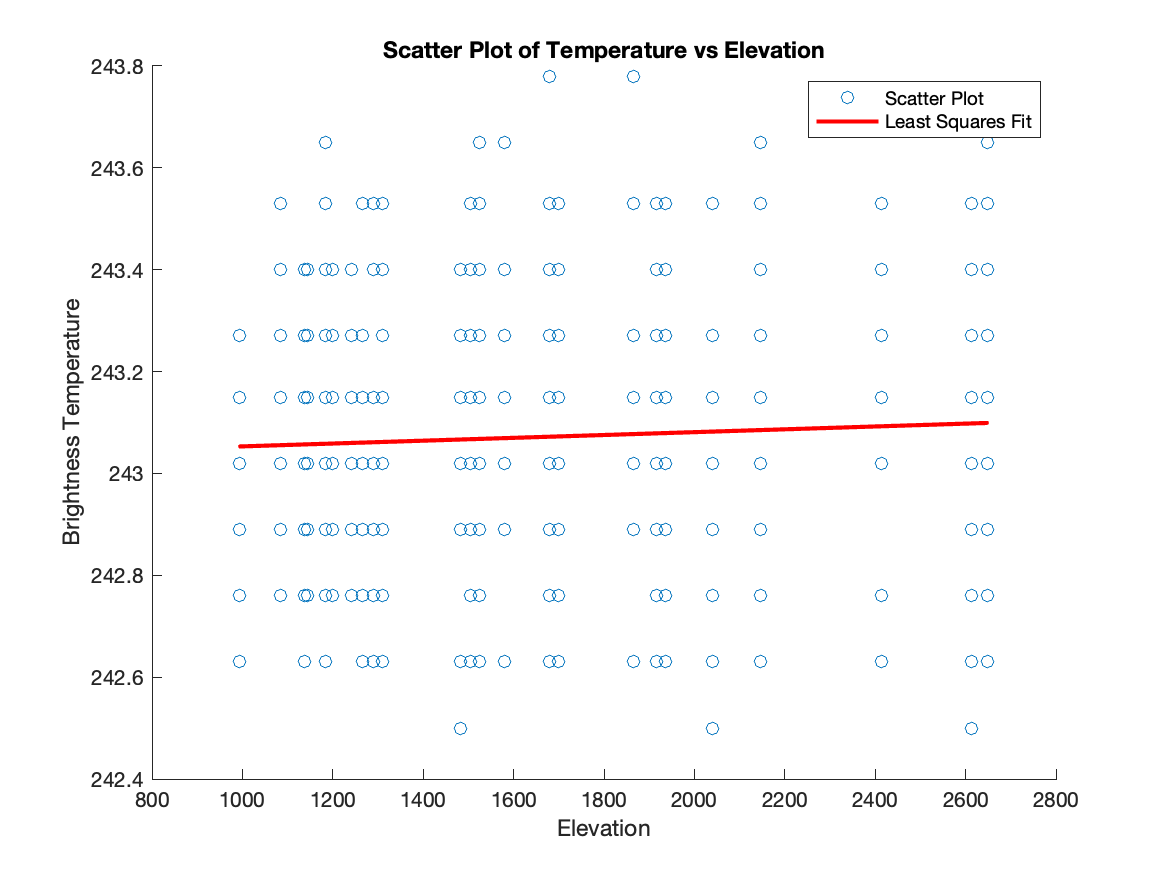 Scatter Plot of Temperature vs Elevation
243.8
243.6
243.4
243.2
243
242.8
242.6
242.4
Brightness Temperature
Scatter Plot
Least Squares Fit
800 1000 1200 1400 1600 1800 2000 2200 2400 2600 2800
Elevation